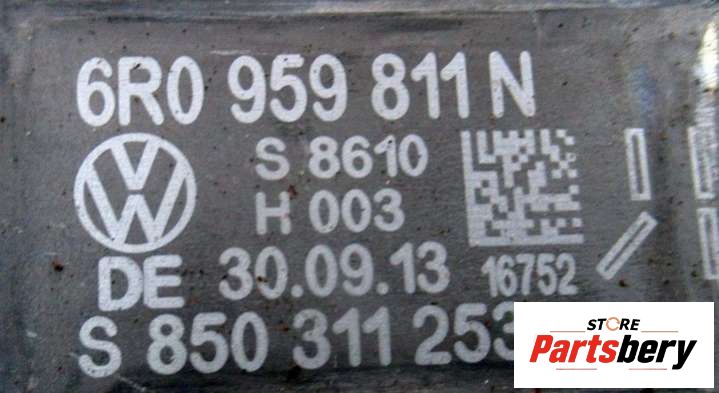 6R0 959 811 N
S 8610
H 003
DE 30.09.13 16752
S 850 311 253
STORE
Partsbery